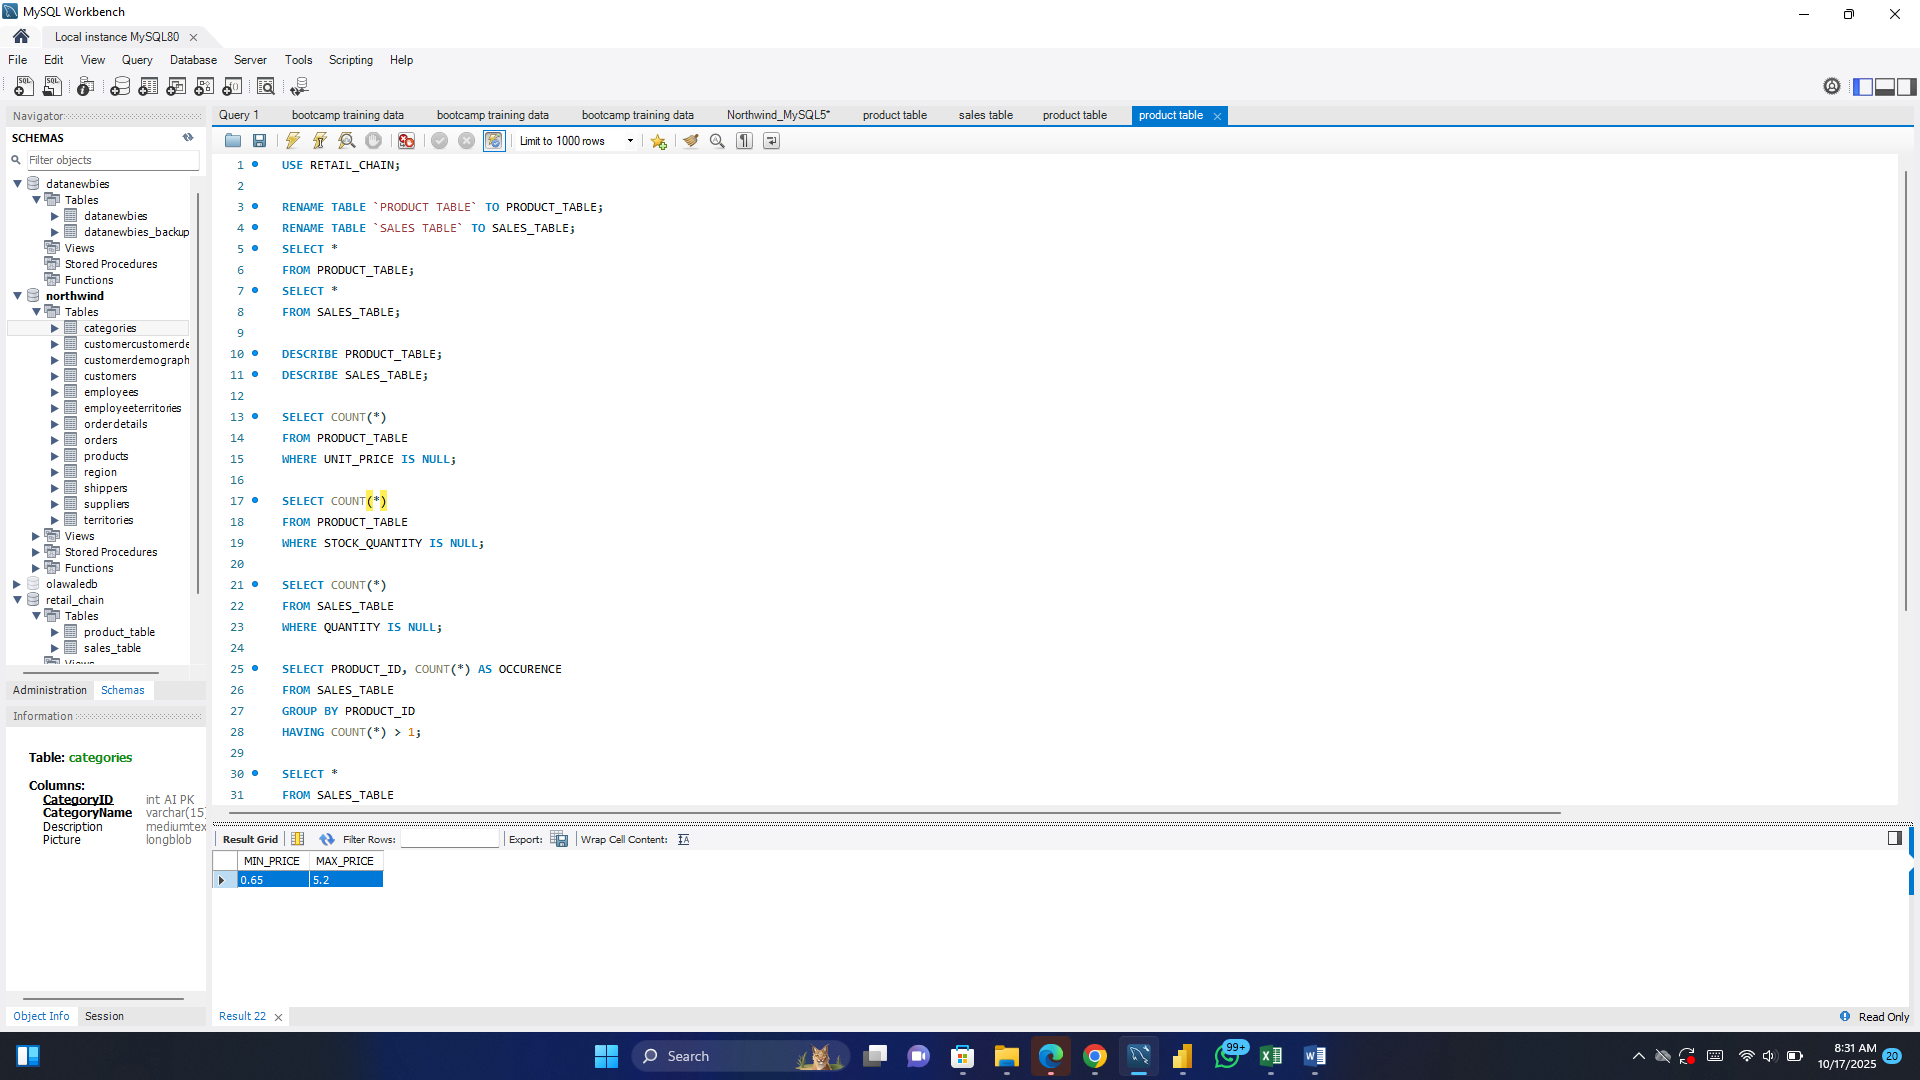 MySQL Workbench
Local instance MySQL80
File Edit View Query Database Server Tools Scripting Help
Navigator
SCHEMAS
Filter objects
datanewbies
Tables
datanewbies
datanewbies_backup
Views
Stored Procedures
Functions
northwind
Tables
categories
customercustomerde
customerdemograph
customers
employees
employeeterritories
orderdetails
orders
products
region
shippers
suppliers
territories
Views
Stored Procedures
Functions
olawaledb
retail_chain
Tables
product_table
sales_table
Views
Administration Schemas
Information
Table: categories
Columns:
CategoryID int AI PK
CategoryName varchar(15)
Description mediumtex
Picture longblob
Object Info Session
Query 1 bootcamp training data bootcamp training data bootcamp training data Northwind_MySQL5* product table sales table product table product table
Limit to 1000 rows
1 USE RETAIL_CHAIN;
2
3 RENAME TABLE `PRODUCT TABLE` TO PRODUCT_TABLE;
4 RENAME TABLE `SALES TABLE` TO SALES_TABLE;
5 SELECT *
6 FROM PRODUCT_TABLE;
7 SELECT *
8 FROM SALES_TABLE;
9
10 DESCRIBE PRODUCT_TABLE;
11 DESCRIBE SALES_TABLE;
12
13 SELECT COUNT(*)
14 FROM PRODUCT_TABLE
15 WHERE UNIT_PRICE IS NULL;
16
17 SELECT COUNT(*)
18 FROM PRODUCT_TABLE
19 WHERE STOCK_QUANTITY IS NULL;
20
21 SELECT COUNT(*)
22 FROM SALES_TABLE
23 WHERE QUANTITY IS NULL;
24
25 SELECT PRODUCT_ID, COUNT(*) AS OCCURENCE
26 FROM SALES_TABLE
27 GROUP BY PRODUCT_ID
28 HAVING COUNT(*) > 1;
29
30 SELECT *
31 FROM SALES_TABLE
Result Grid Filter Rows: Export: Wrap Cell Content:
MIN_PRICE MAX_PRICE
0.65 5.2
Result 22
Read Only
Search
99+
8:31 AM
10/17/2025
20